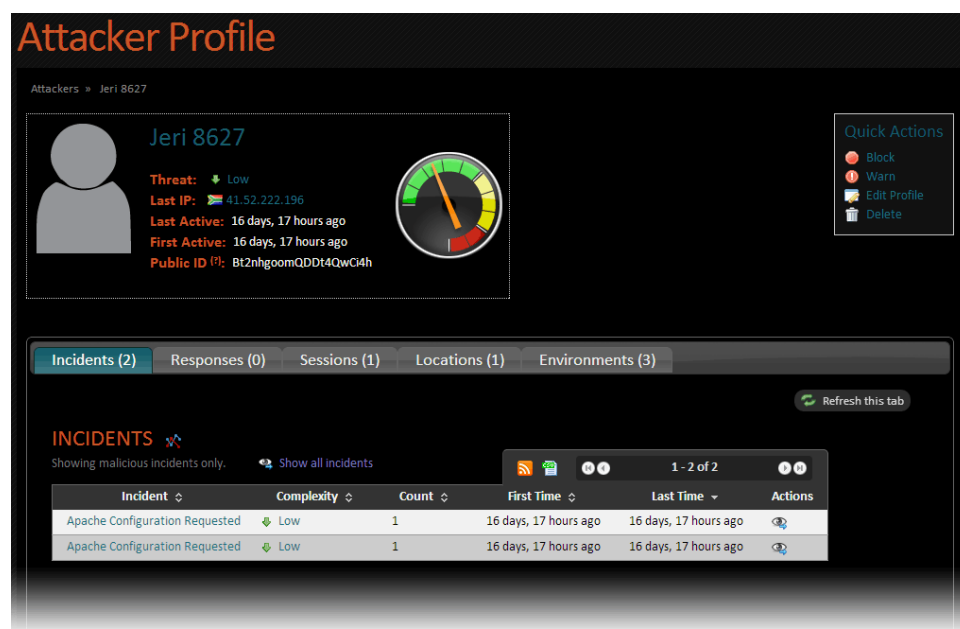 Attacker Profile
Attackers » Jeri 8627
Jeri 8627
Threat: Low
Last IP: 41.52.222.196
Last Active: 16 days, 17 hours ago
First Active: 16 days, 17 hours ago
Public ID (?): Bt2nhgoomQDDt4QwCi4h
Quick Actions
Block
Warn
Edit Profile
Delete
Incidents (2) Responses (0) Sessions (1) Locations (1) Environments (3)
Refresh this tab
INCIDENTS
Showing malicious incidents only. Show all incidents 1 - 2 of 2
Incident Complexity Count First Time Last Time Actions
Apache Configuration Requested Low 1 16 days, 17 hours ago 16 days, 17 hours ago
Apache Configuration Requested Low 1 16 days, 17 hours ago 16 days, 17 hours ago